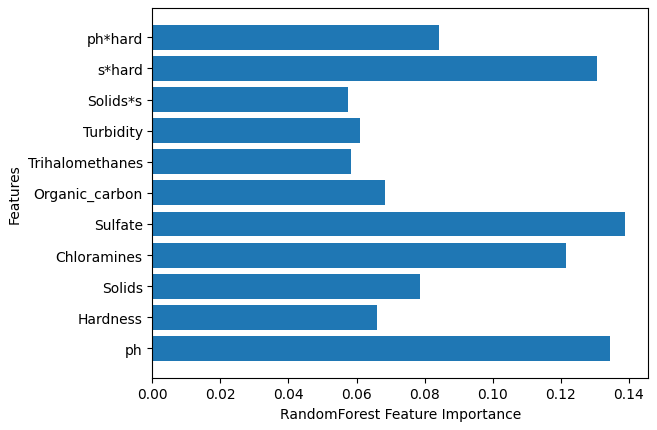 ph*hard
s*hard
Solids*s
Turbidity
Trihalomethanes
Organic_carbon
Sulfate
Chloramines
Solids
Hardness
ph
Features
0.00 0.02 0.04 0.06 0.08 0.10 0.12 0.14
RandomForest Feature Importance